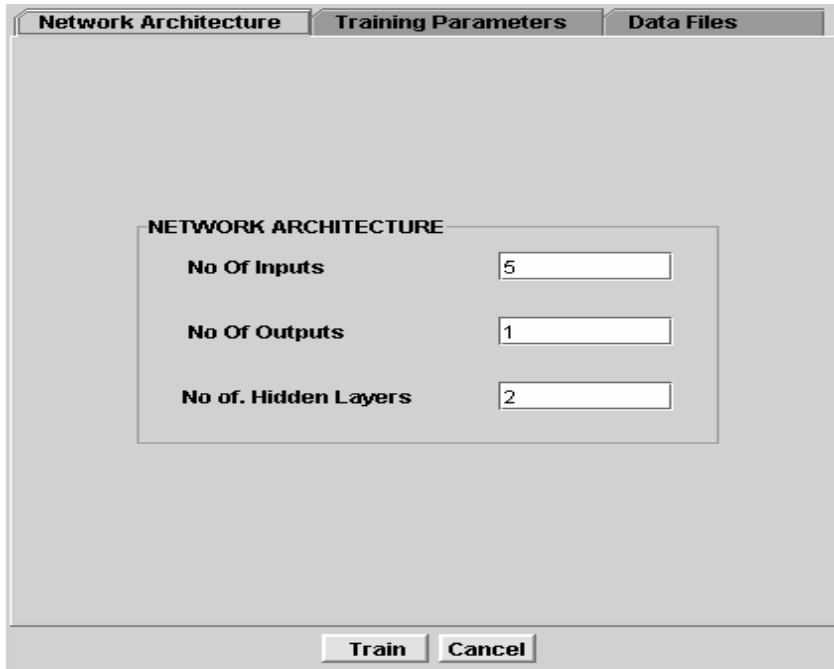 Network Architecture Training Parameters Data Files
NETWORK ARCHITECTURE
No Of Inputs 5
No Of Outputs 1
No of. Hidden Layers 2
Train Cancel